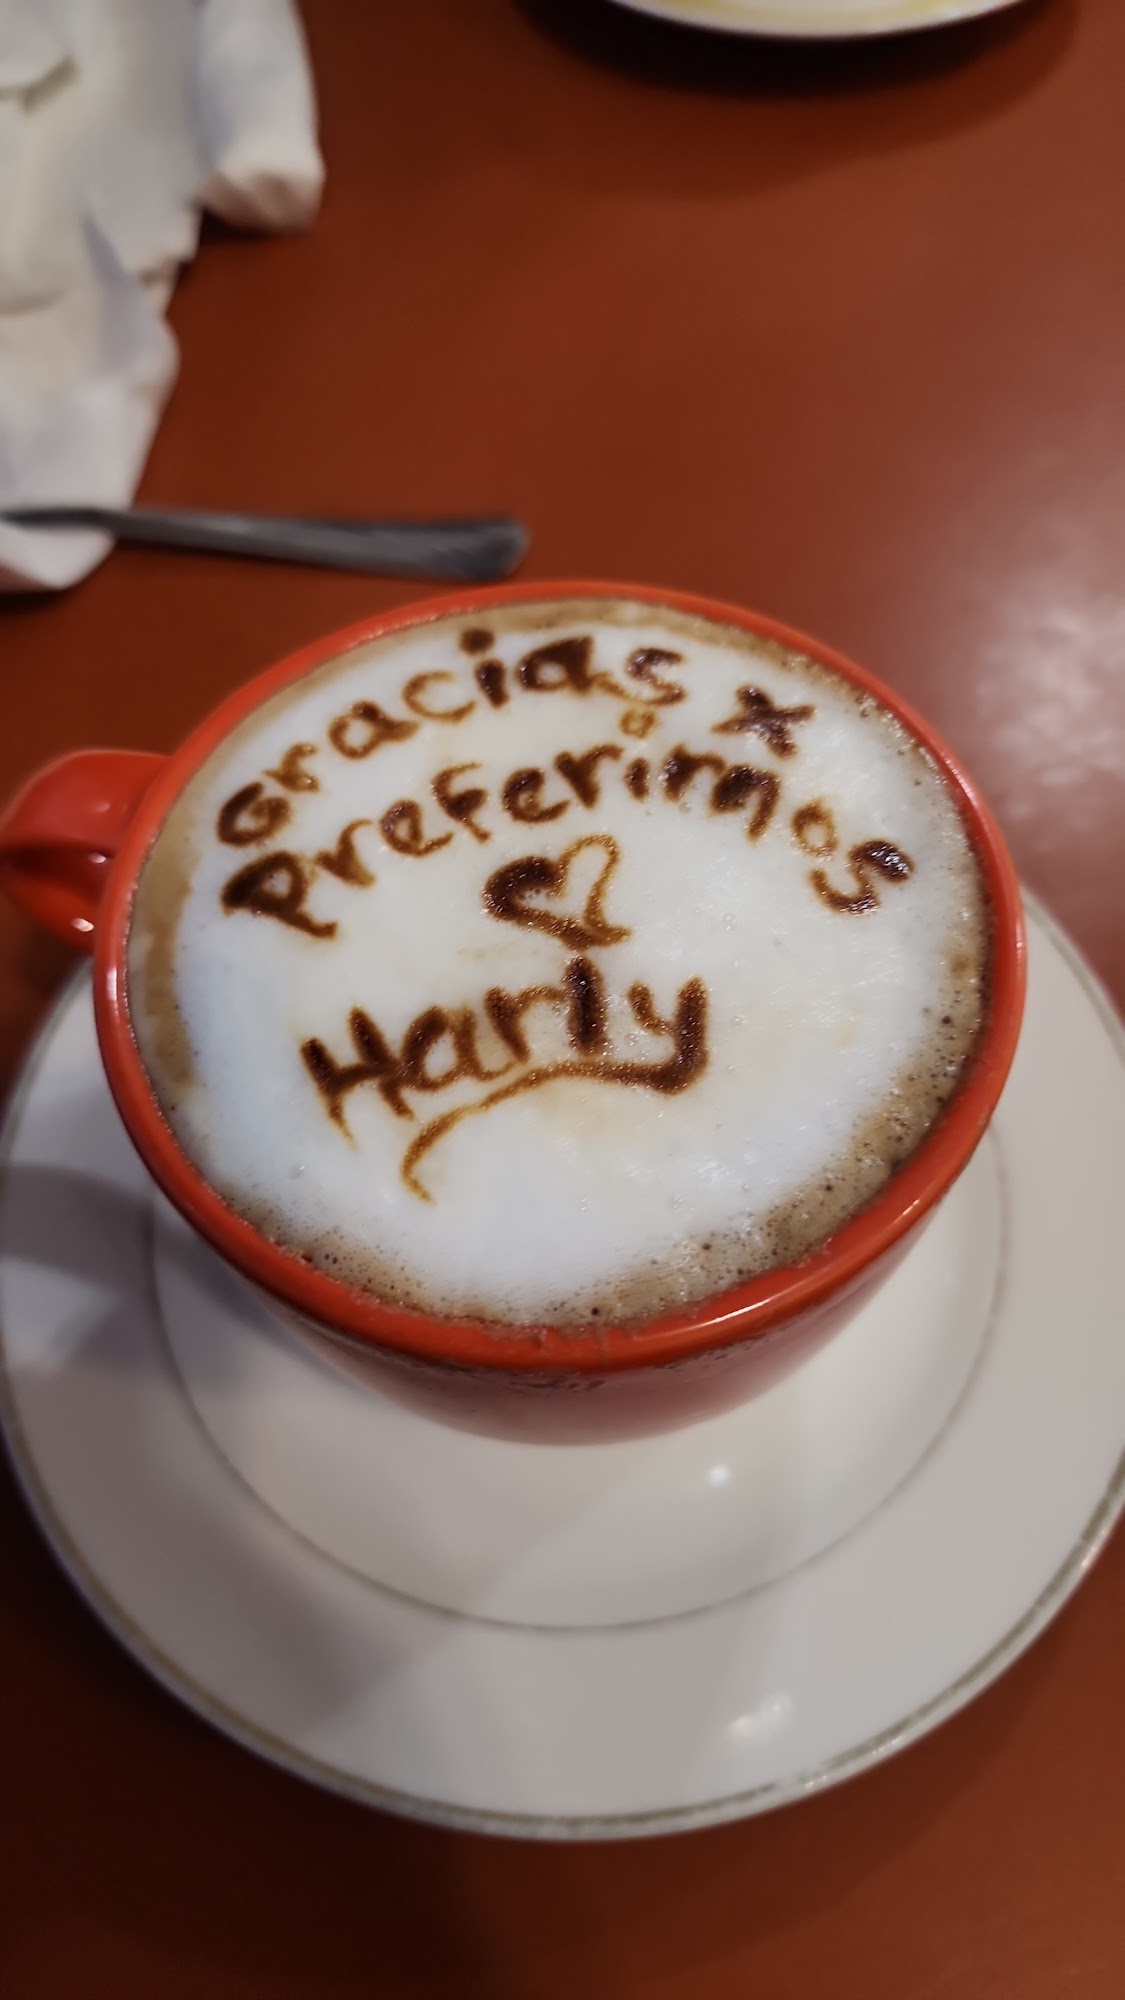 Gracias x
Preferirnos
Harly